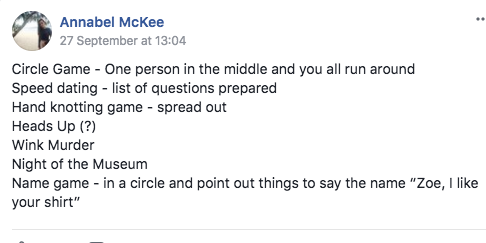 Annabel McKee
27 September at 13:04
Circle Game - One person in the middle and you all run around
Speed dating - list of questions prepared
Hand knotting game - spread out
Heads Up (?)
Wink Murder
Night of the Museum
Name game - in a circle and point out things to say the name “Zoe, I like
your shirt”